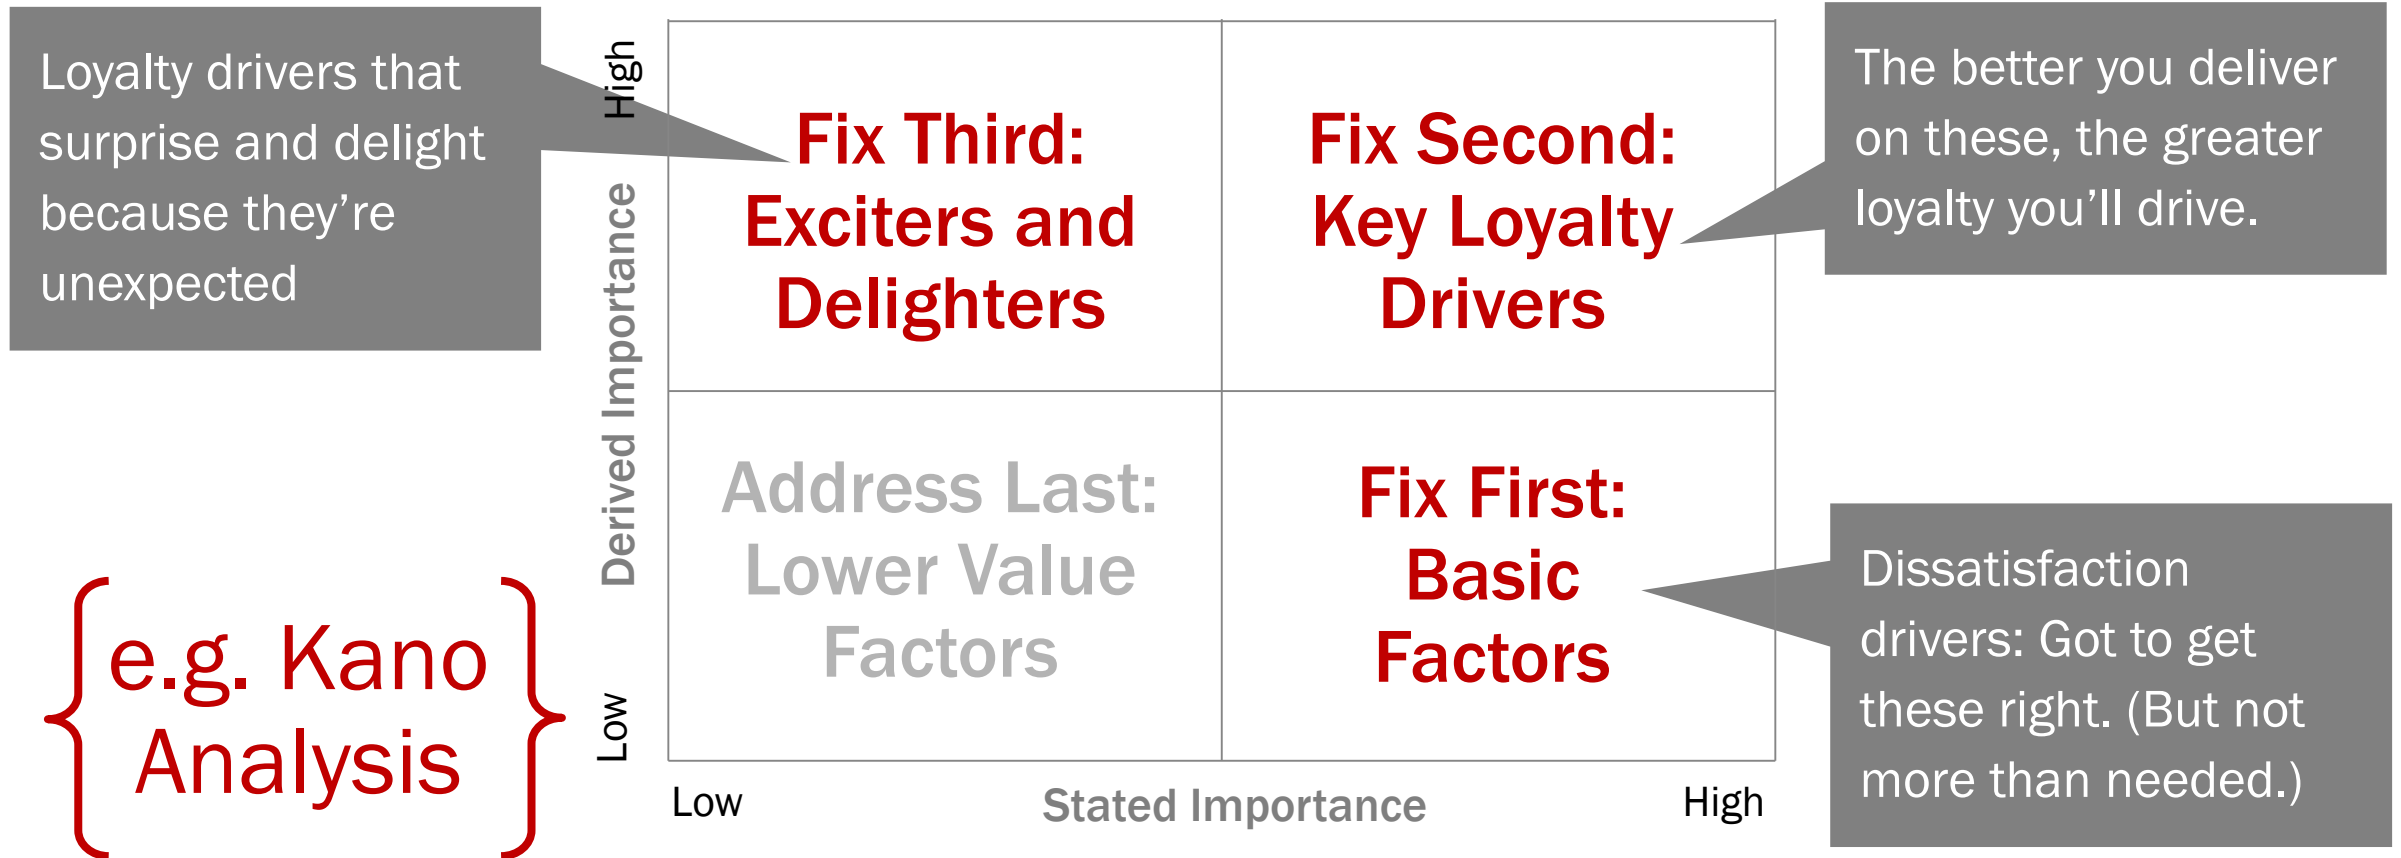 Loyalty drivers that
surprise and delight
because they’re
unexpected
High
Derived Importance
Low
Fix Third:
Exciters and
Delighters
Fix Second:
Key Loyalty
Drivers
The better you deliver
on these, the greater
loyalty you’ll drive.
Address Last:
Lower Value
Factors
Fix First:
Basic
Factors
Dissatisfaction
drivers: Got to get
these right. (But not
more than needed.)
e.g. Kano
Analysis
Low
Stated Importance
High